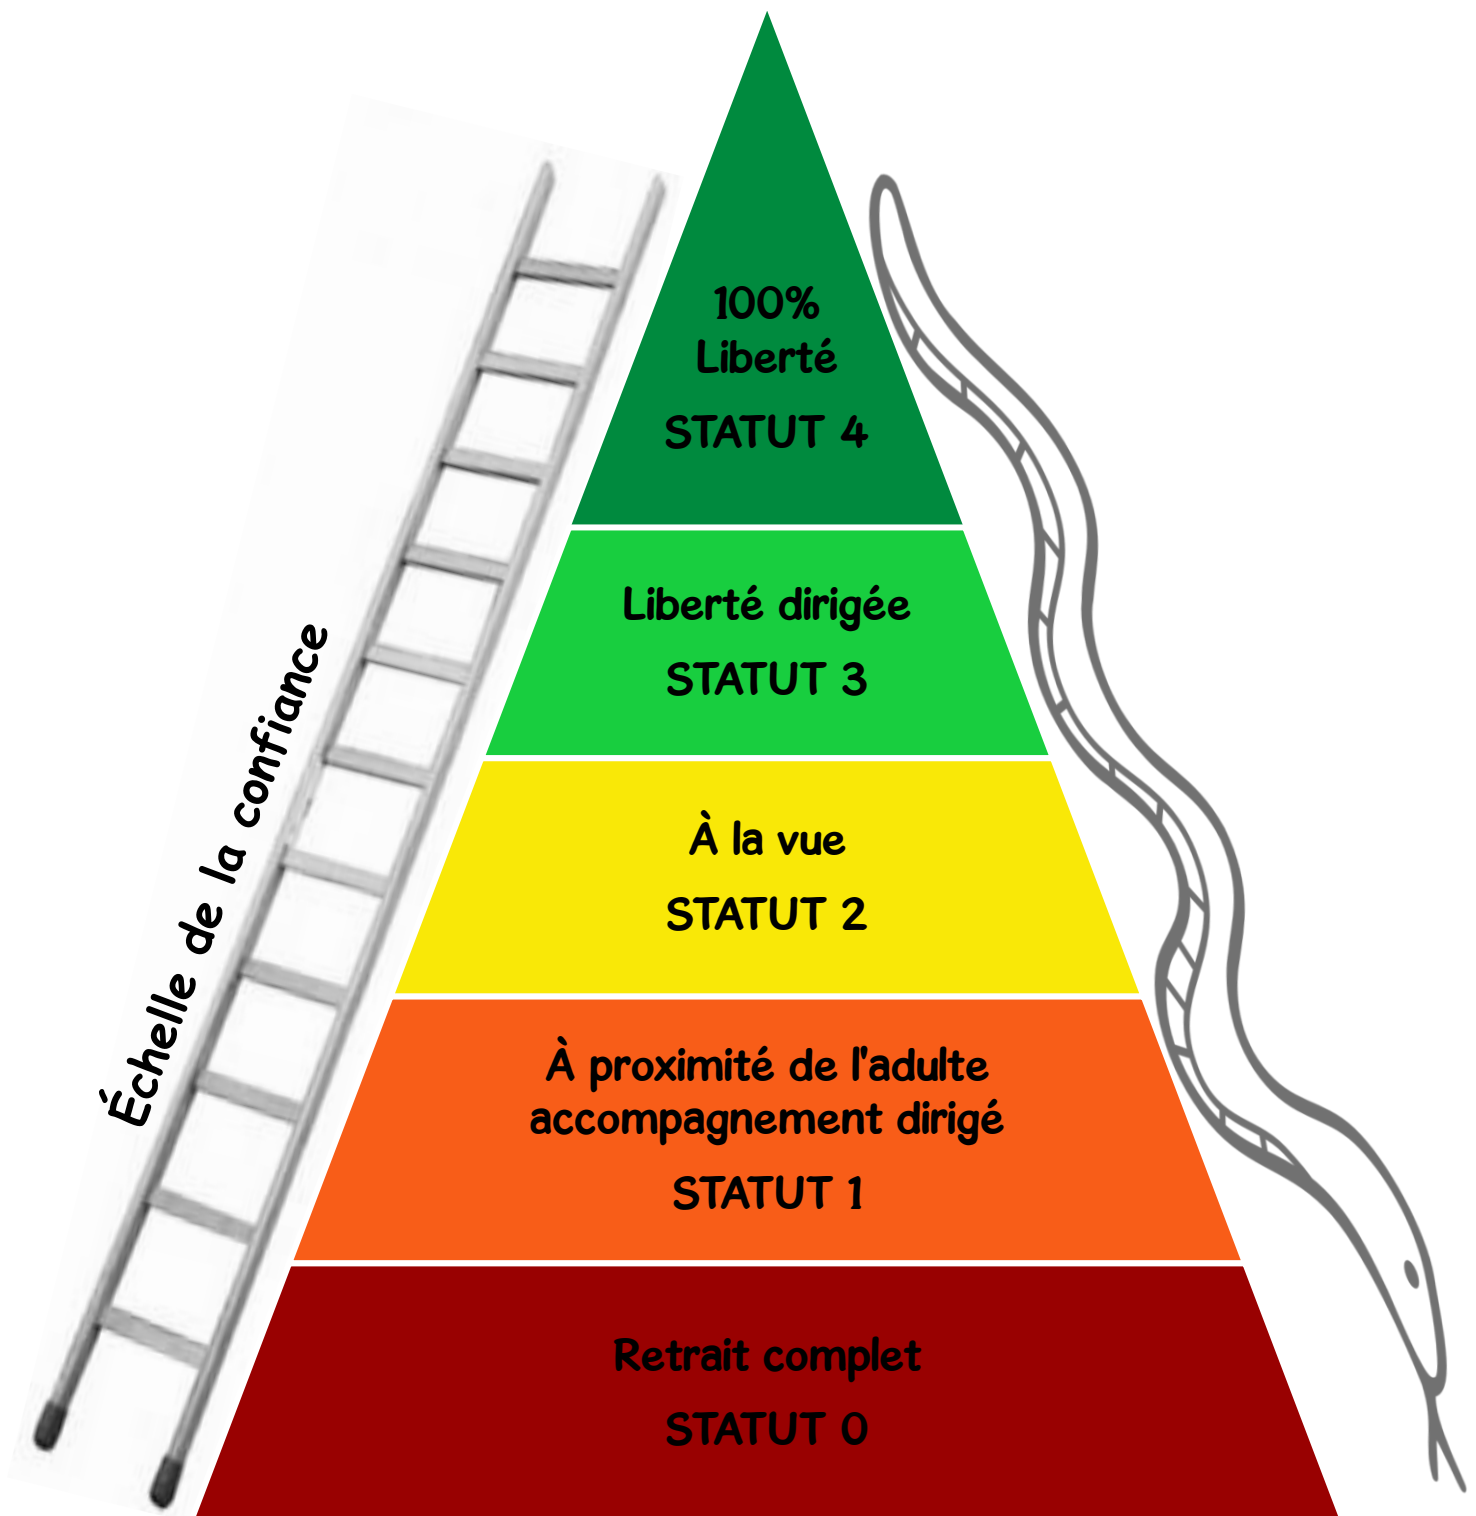 Échelle de la confiance
100%
Liberté
STATUT 4
Liberté dirigée
STATUT 3
À la vue
STATUT 2
À proximité de l'adulte
accompagnement dirigé
STATUT 1
Retrait complet
STATUT 0